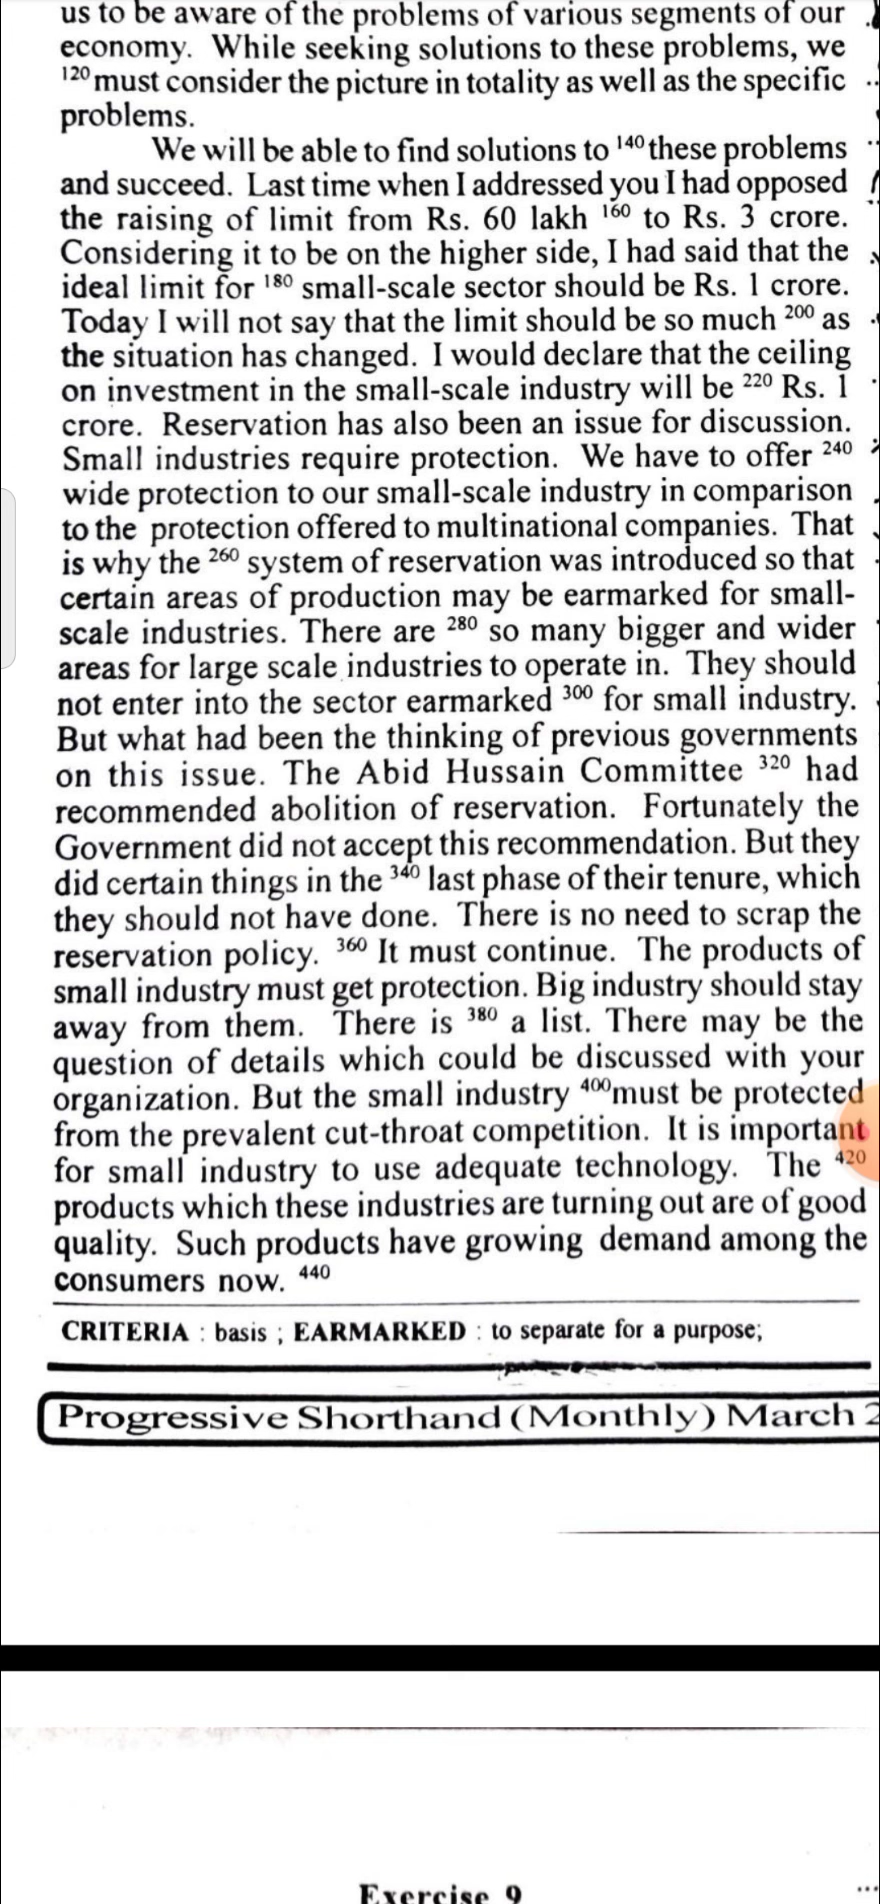 us to be aware of the problems of various segments of our
economy. While seeking solutions to these problems, we
120 must consider the picture in totality as well as the specific
problems.
We will be able to find solutions to 140 these problems
and succeed. Last time when I addressed you I had opposed
the raising of limit from Rs. 60 lakh 160 to Rs. 3 crore.
Considering it to be on the higher side, I had said that the
ideal limit for 180 small-scale sector should be Rs. 1 crore.
Today I will not say that the limit should be so much 200 as
the situation has changed. I would declare that the ceiling
on investment in the small-scale industry will be 220 Rs. 1
crore. Reservation has also been an issue for discussion.
Small industries require protection. We have to offer 240
wide protection to our small-scale industry in comparison
to the protection offered to multinational companies. That
is why the 260 system of reservation was introduced so that
certain areas of production may be earmarked for small-
scale industries. There are 280 so many bigger and wider
areas for large scale industries to operate in. They should
not enter into the sector earmarked 300 for small industry.
But what had been the thinking of previous governments
on this issue. The Abid Hussain Committee 320 had
recommended abolition of reservation. Fortunately the
Government did not accept this recommendation. But they
did certain things in the 340 last phase of their tenure, which
they should not have done. There is no need to scrap the
reservation policy. 360 It must continue. The products of
small industry must get protection. Big industry should stay
away from them. There is 380 a list. There may be the
question of details which could be discussed with your
organization. But the small industry 400 must be protected
from the prevalent cut-throat competition. It is important
for small industry to use adequate technology. The 420
products which these industries are turning out are of good
quality. Such products have growing demand among the
consumers now. 440
CRITERIA : basis ; EARMARKED : to separate for a purpose;
Progressive Shorthand (Monthly) March
Exercise 9